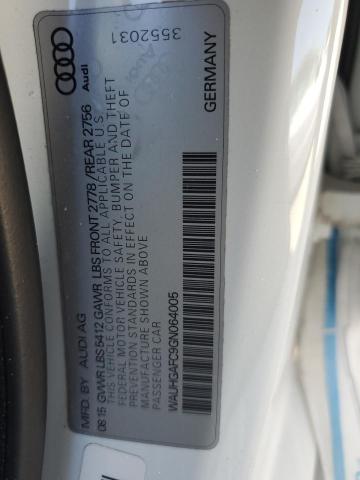 MFD. BY AUDI AG
08 15 GVWR LBS 5412 GAWR LBS FRONT 2778 / REAR 2756
THIS VEHICLE CONFORMS TO ALL APPLICABLE U S
FEDERAL MOTOR VEHICLE SAFETY, BUMPER AND THEFT
PREVENTION STANDARDS IN EFFECT ON THE DATE OF
MANUFACTURE SHOWN ABOVE
PASSENGER CAR
WAUHGAFC9GN064005
Audi
3552031
GERMANY